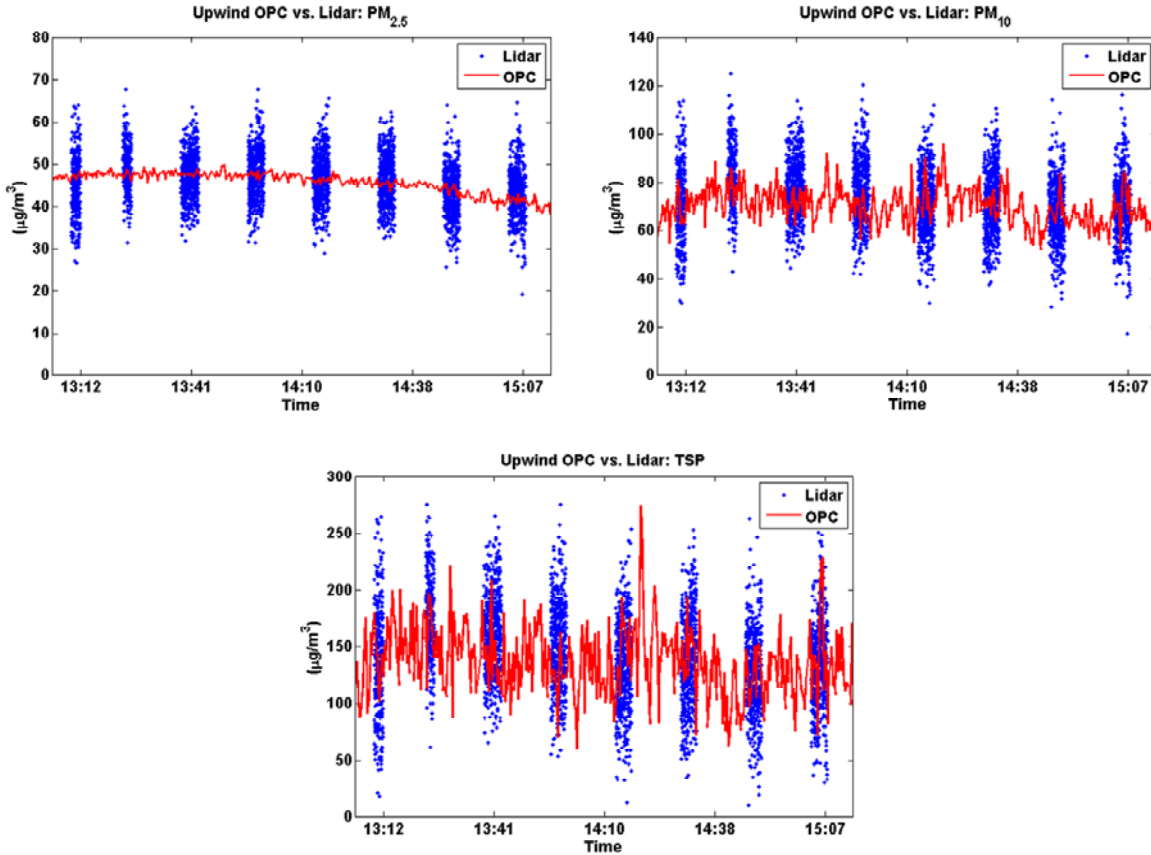 Upwind OPC vs. Lidar: PM2.5
80
70
60
50
40
30
20
10
0
(μg/m3)
Lidar
OPC
13:12 13:41 14:10 14:38 15:07
Time
Upwind OPC vs. Lidar: PM10
140
120
100
80
60
40
20
0
(μg/m3)
Lidar
OPC
13:12 13:41 14:10 14:38 15:07
Time
Upwind OPC vs. Lidar: TSP
300
250
200
150
100
50
0
(μg/m3)
Lidar
OPC
13:12 13:41 14:10 14:38 15:07
Time